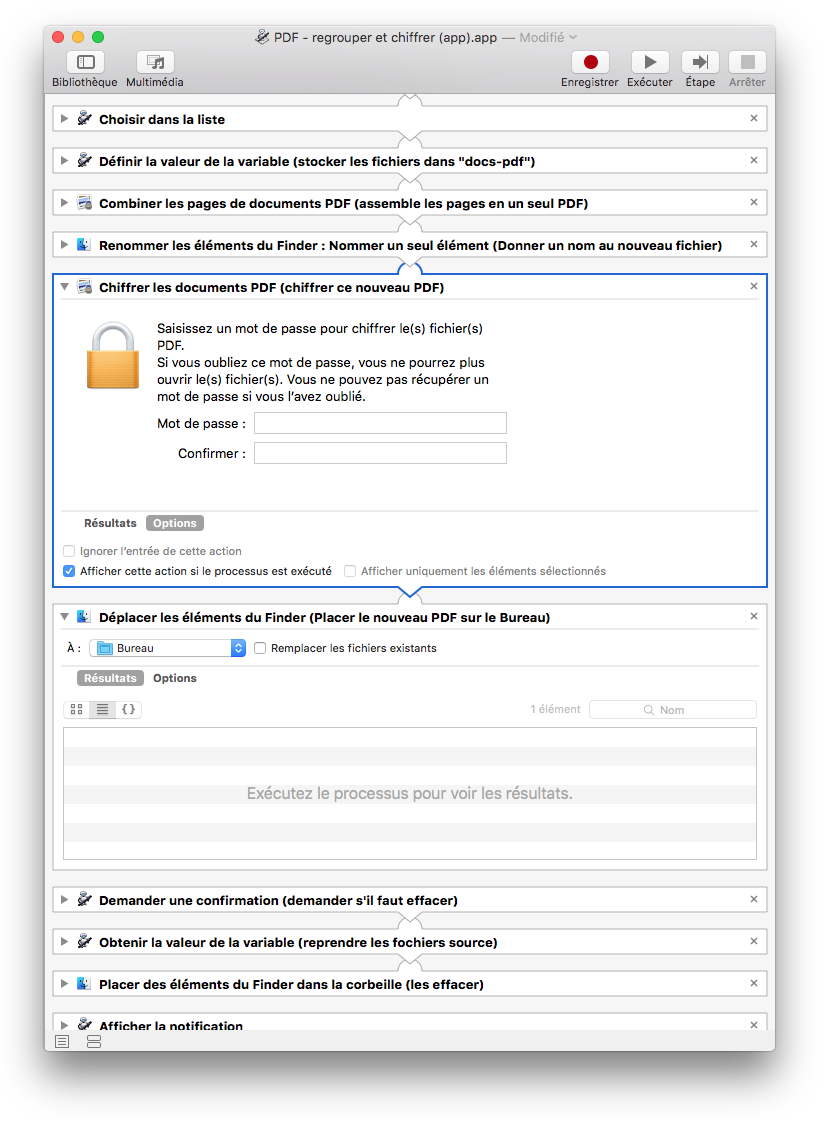 PDF - regrouper et chiffrer (app).app — Modifié
Bibliothèque Multimédia Enregistrer Exécuter Étape Arrêter
Choisir dans la liste
Définir la valeur de la variable (stocker les fichiers dans "docs-pdf")
Combiner les pages de documents PDF (assemble les pages en un seul PDF)
Renommer les éléments du Finder : Nommer un seul élément (Donner un nom au nouveau fichier)
Chiffrer les documents PDF (chiffrer ce nouveau PDF)
Saisissez un mot de passe pour chiffrer le(s) fichier(s)
PDF.
Si vous oubliez ce mot de passe, vous ne pourrez plus
ouvrir le(s) fichier(s). Vous ne pouvez pas récupérer un
mot de passe si vous l’avez oublié.
Mot de passe :
Confirmer :
Résultats Options
Ignorer l’entrée de cette action
Afficher cette action si le processus est exécuté Afficher uniquement les éléments sélectionnés
Déplacer les éléments du Finder (Placer le nouveau PDF sur le Bureau)
À : Bureau Remplacer les fichiers existants
Résultats Options
1 élément Nom
Exécutez le processus pour voir les résultats.
Demander une confirmation (demander s'il faut effacer)
Obtenir la valeur de la variable (reprendre les fochiers source)
Placer des éléments du Finder dans la corbeille (les effacer)
Afficher la notification